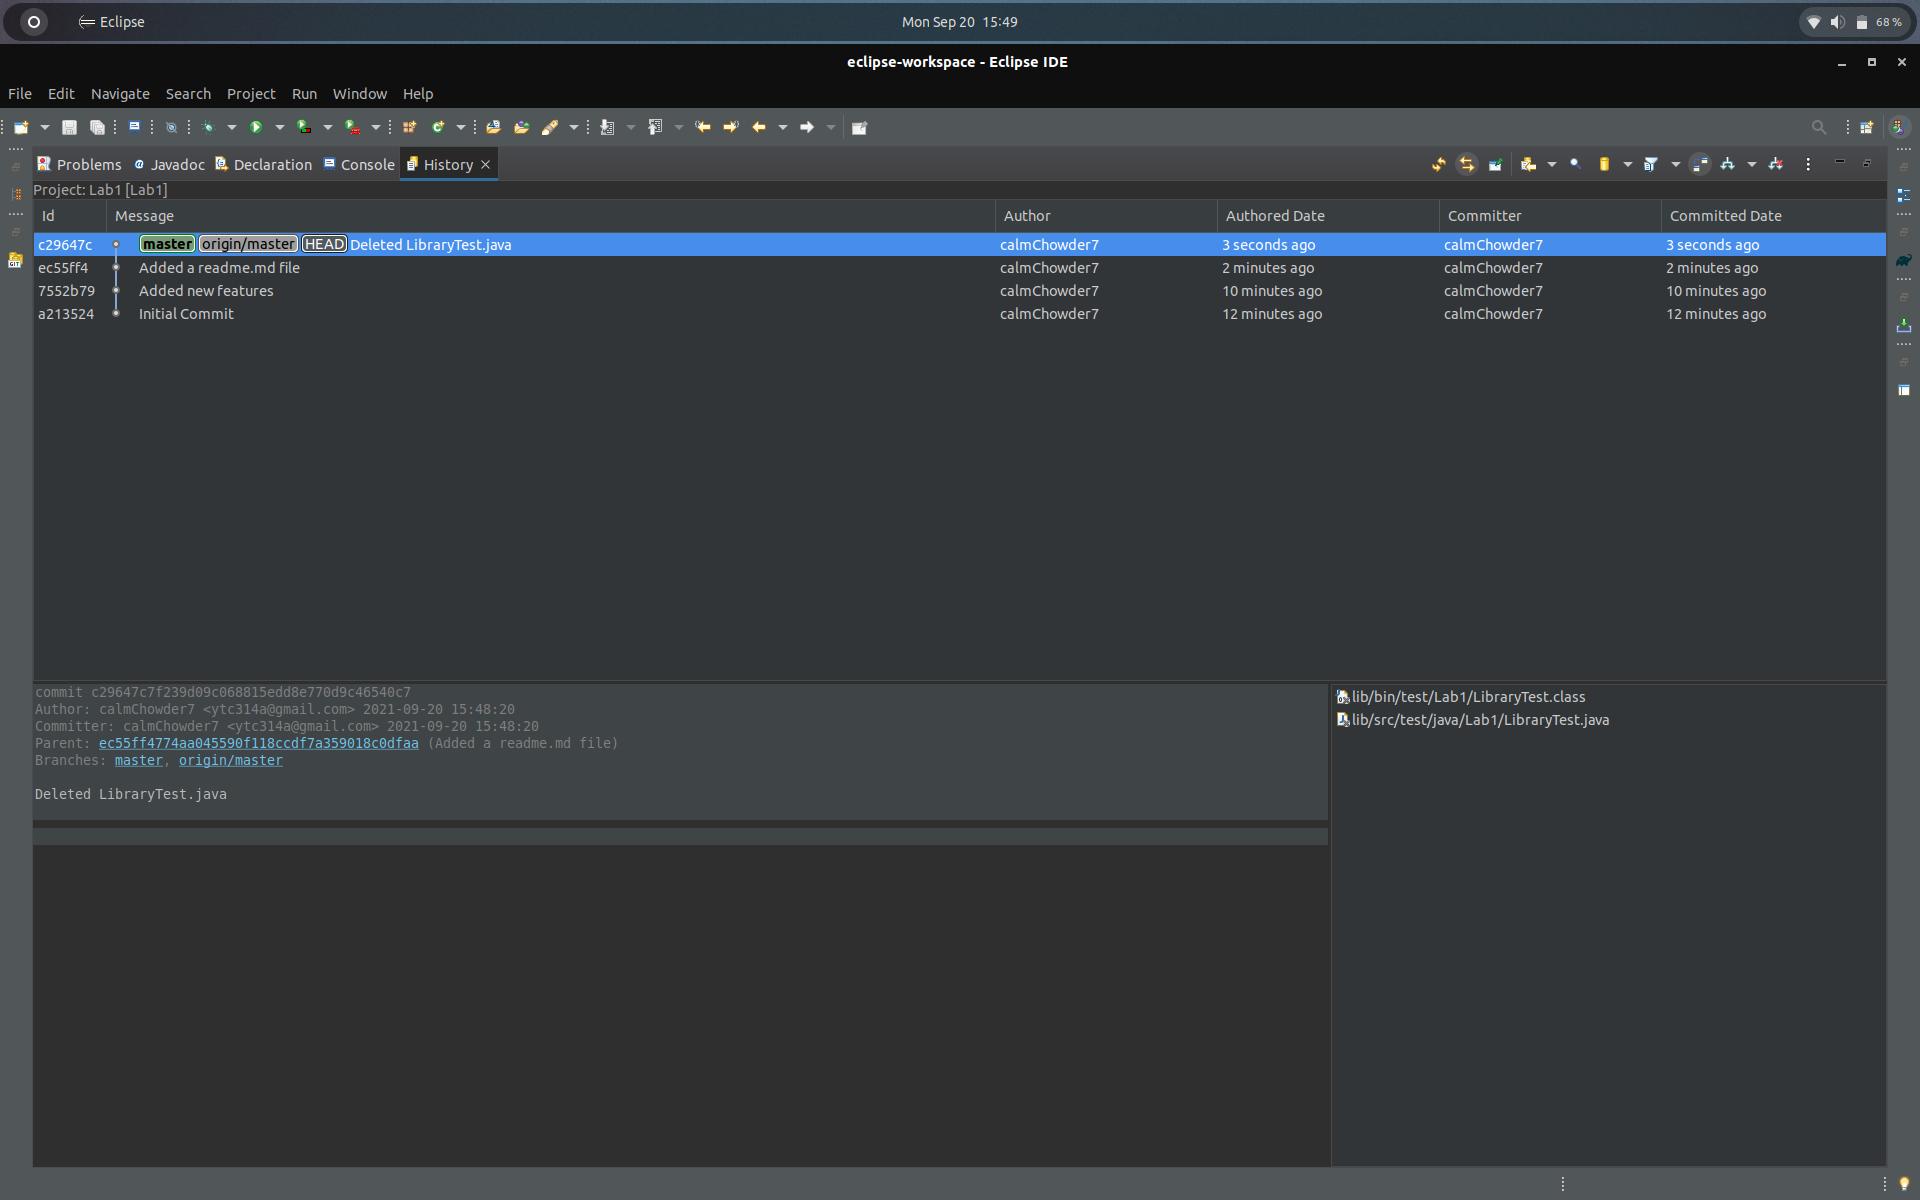 Eclipse
Mon Sep 20 15:49
68 %
eclipse-workspace - Eclipse IDE
File Edit Navigate Search Project Run Window Help
Problems Javadoc Declaration Console History
Project: Lab1 [Lab1]
Id Message Author Authored Date Committer Committed Date
c29647c master origin/master HEAD Deleted LibraryTest.java calmChowder7 3 seconds ago calmChowder7 3 seconds ago
ec55ff4 Added a readme.md file calmChowder7 2 minutes ago calmChowder7 2 minutes ago
7552b79 Added new features calmChowder7 10 minutes ago calmChowder7 10 minutes ago
a213524 Initial Commit calmChowder7 12 minutes ago calmChowder7 12 minutes ago
commit c29647c7f239d09c068815edd8e770d9c46540c7
Author: calmChowder7 <ytc314a@gmail.com> 2021-09-20 15:48:20
Committer: calmChowder7 <ytc314a@gmail.com> 2021-09-20 15:48:20
Parent: ec55ff4774aa045590f118ccdf7a359018c0dfaa (Added a readme.md file)
Branches: master, origin/master
Deleted LibraryTest.java
lib/bin/test/Lab1/LibraryTest.class
lib/src/test/java/Lab1/LibraryTest.java